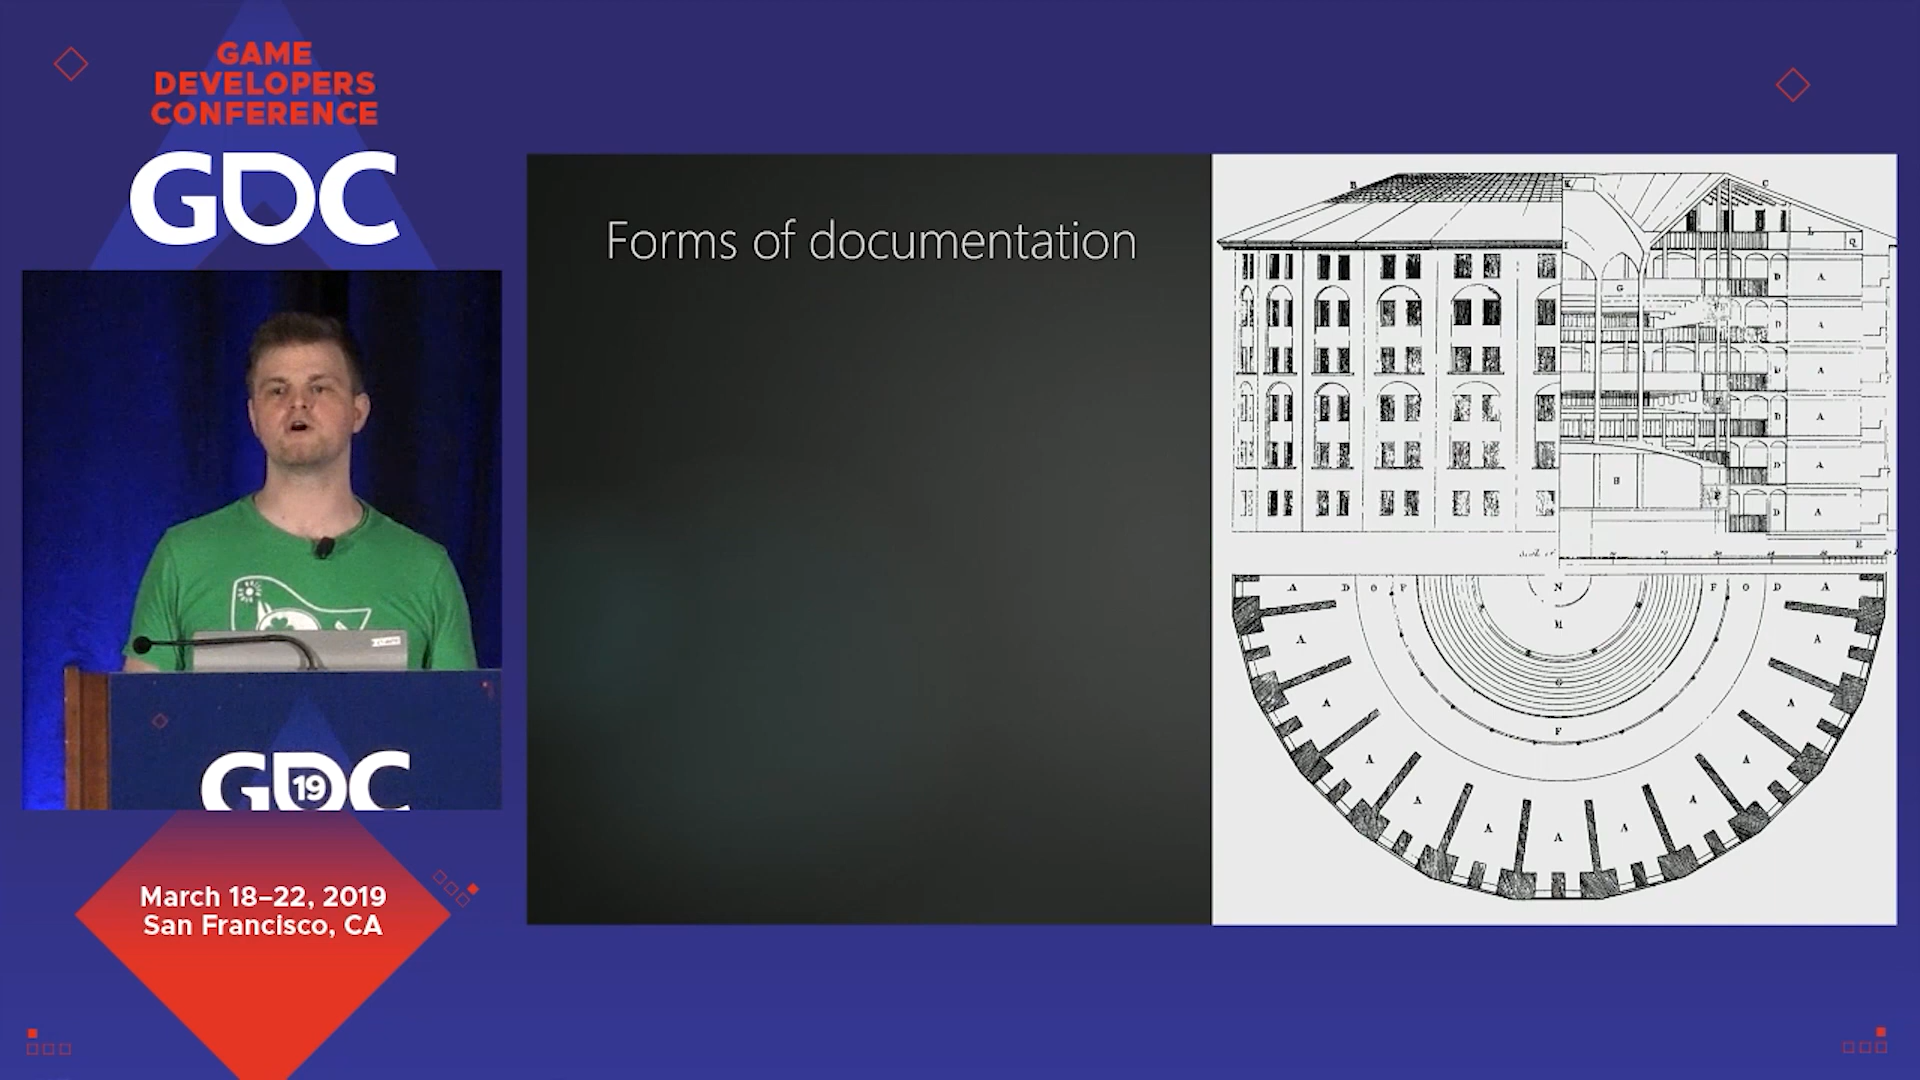 GAME
DEVELOPERS
CONFERENCE
GDC
Forms of documentation
GDC
19
March 18–22, 2019
San Francisco, CA
B
C
L
Q
G
D
A
D
A
D
A
D
A
H
D
A
D
A
E
A
D
O
P
N
F
O
D
A
M
G
F
A
A
A
A
A
A
A
A
A
A
A
A
A